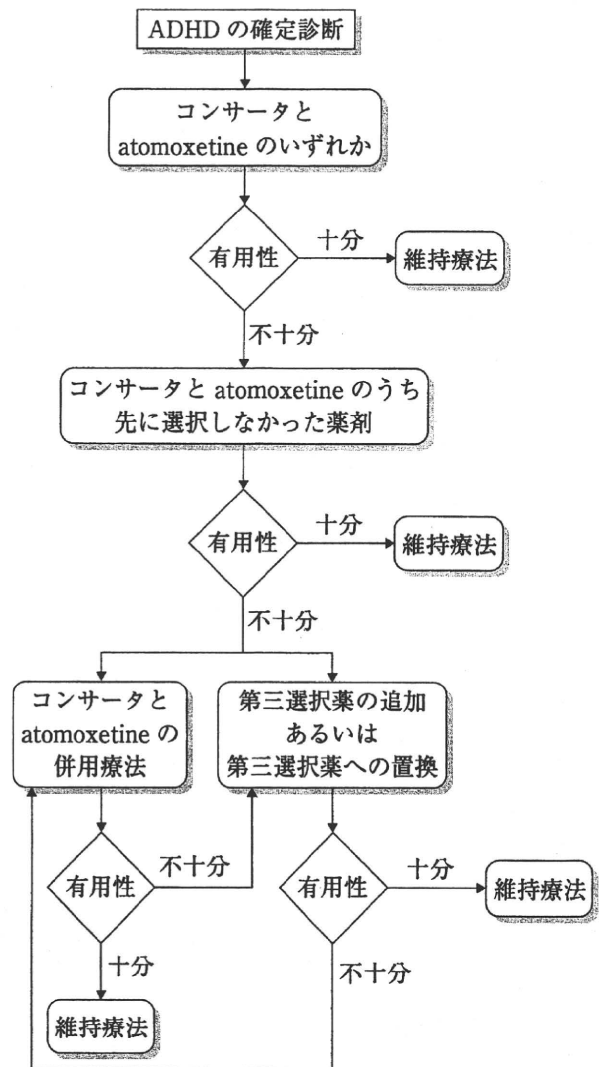 ADHD の確定診断
コンサータと
atomoxetine のいずれか
有用性
十分
維持療法
不十分
コンサータと atomoxetine のうち
先に選択しなかった薬剤
有用性
十分
維持療法
不十分
コンサータと
atomoxetine の
併用療法
第三選択薬の追加
あるいは
第三選択薬への置換
有用性
不十分
有用性
十分
維持療法
十分
不十分
維持療法